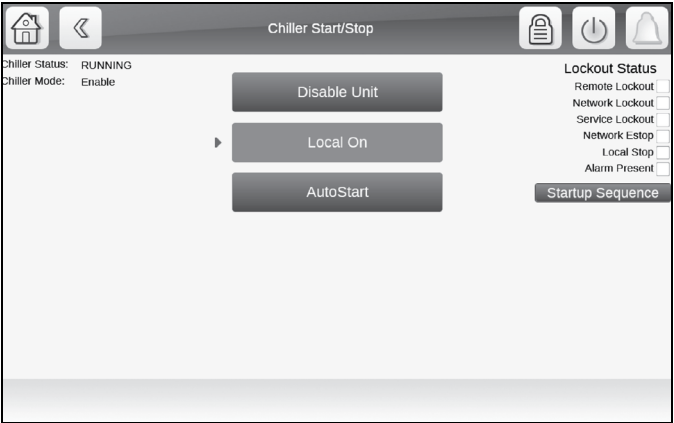 Chiller Start/Stop
Chiller Status: RUNNING
Chiller Mode: Enable
Disable Unit
Local On
AutoStart
Lockout Status
Remote Lockout
Network Lockout
Service Lockout
Network Estop
Local Stop
Alarm Present
Startup Sequence